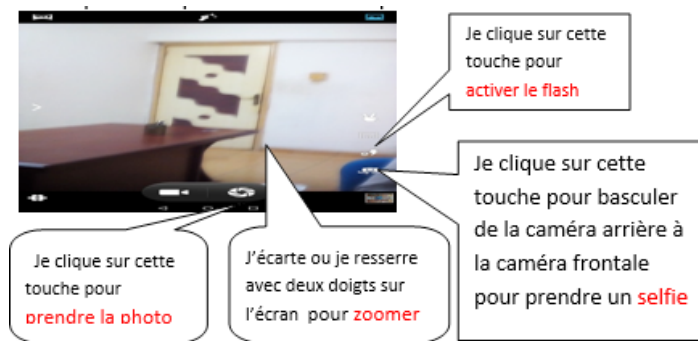 Je clique sur cette
touche pour
activer le flash
Je clique sur cette
touche pour basculer
de la caméra arrière à
la caméra frontale
pour prendre un selfie
Je clique sur cette
touche pour
prendre la photo
J'écarte ou je resserre
avec deux doigts sur
l'écran pour zoomer